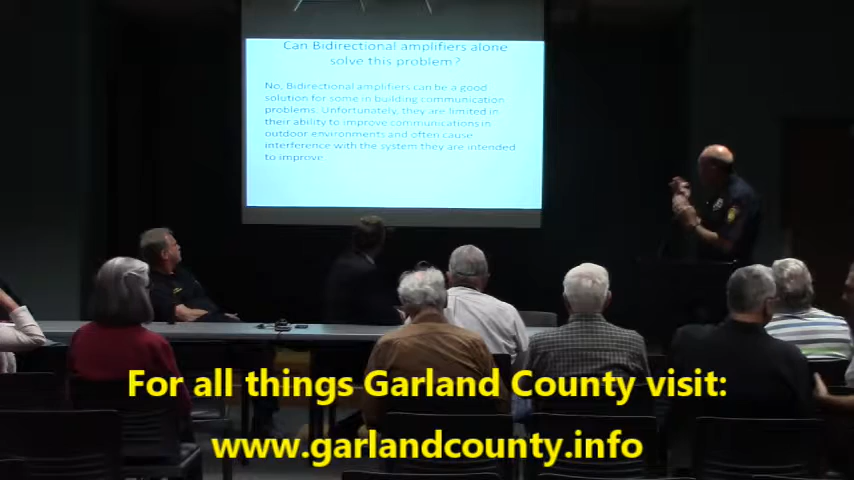 Can Bidirectional amplifiers alone
solve this problem?
No, Bidirectional amplifiers can be a good
solution for some in building communication
problems. Unfortunately, they are limited in
their ability to improve communications in
outdoor environments and often cause
interference with the system they are intended
to improve.
For all things Garland County visit:
www.garlandcounty.info